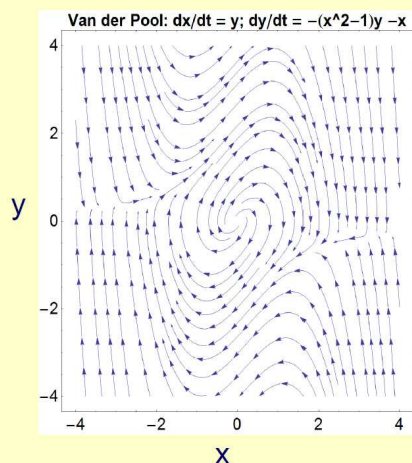 Van der Pool: dx/dt = y; dy/dt = −(x^2−1)y −x
4
2
y
0
−2
−4
−4 −2 0 2 4
x